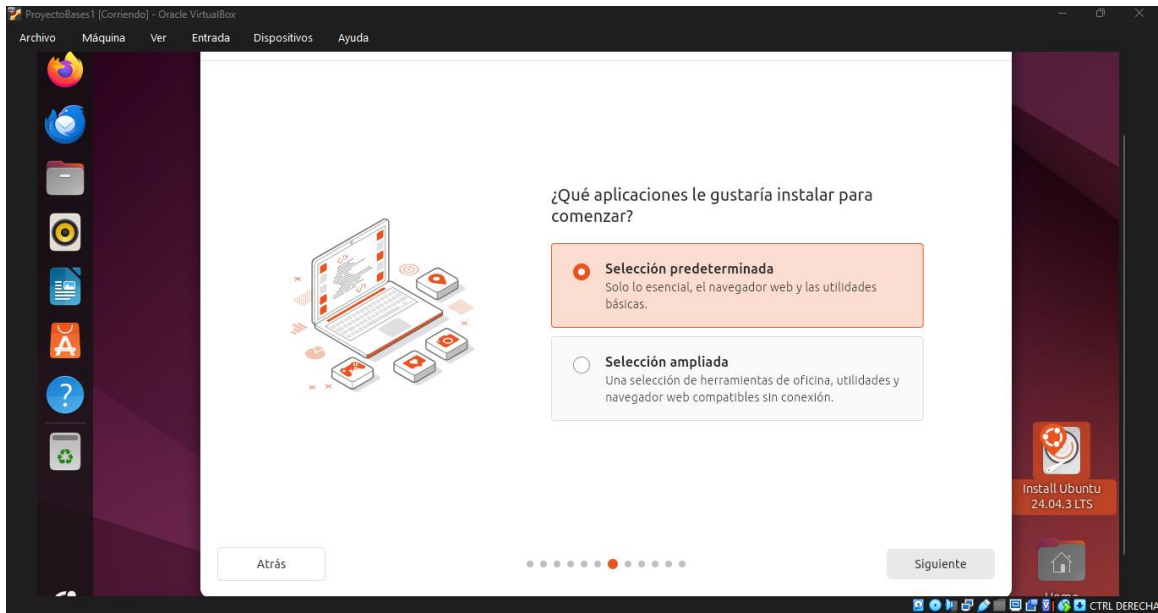 ProyectoBases1 [Corriendo] - Oracle VirtualBox
Archivo Máquina Ver Entrada Dispositivos Ayuda
¿Qué aplicaciones le gustaría instalar para
comenzar?
Selección predeterminada
Solo lo esencial, el navegador web y las utilidades
básicas.
Selección ampliada
Una selección de herramientas de oficina, utilidades y
navegador web compatibles sin conexión.
Install Ubuntu
24.04.3 LTS
Atrás
Siguiente
CTRL DERECHA